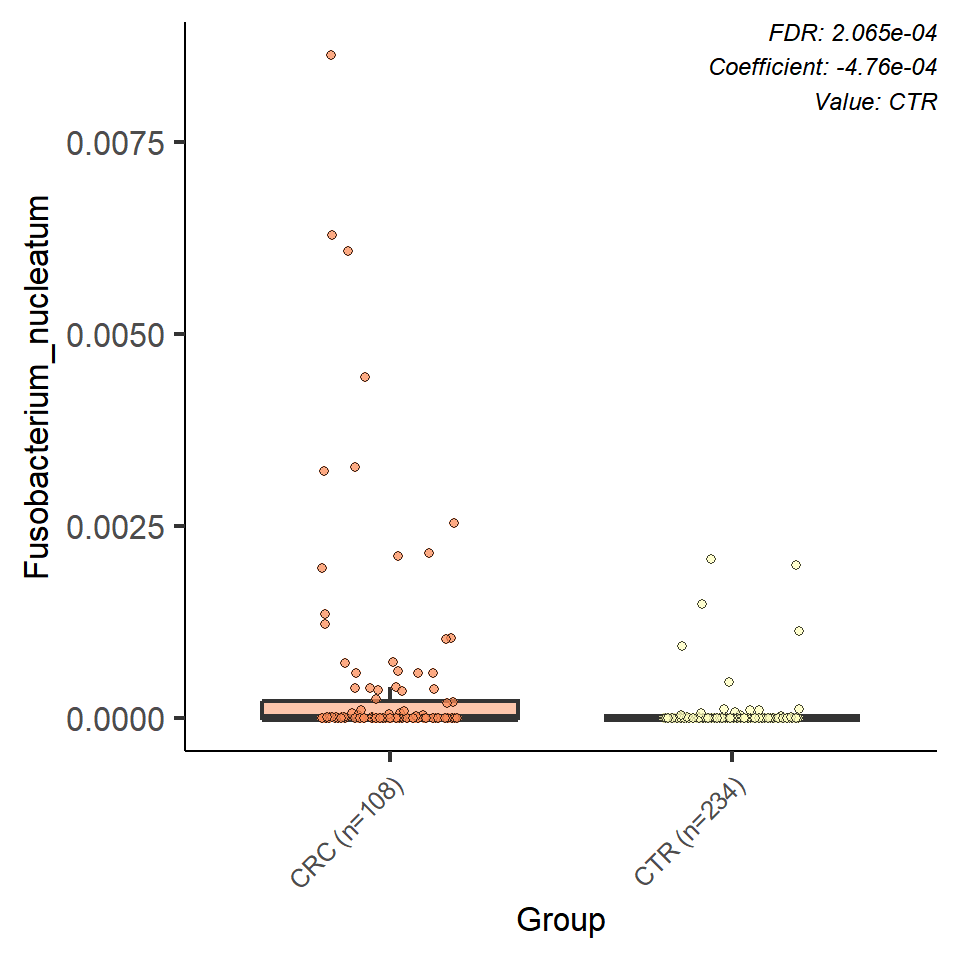 FDR: 2.065e-04
Coefficient: -4.76e-04
Value: CTR
Fusobacterium_nucleatum
0.0075
0.0050
0.0025
0.0000
CRC (n=108)
CTR (n=234)
Group